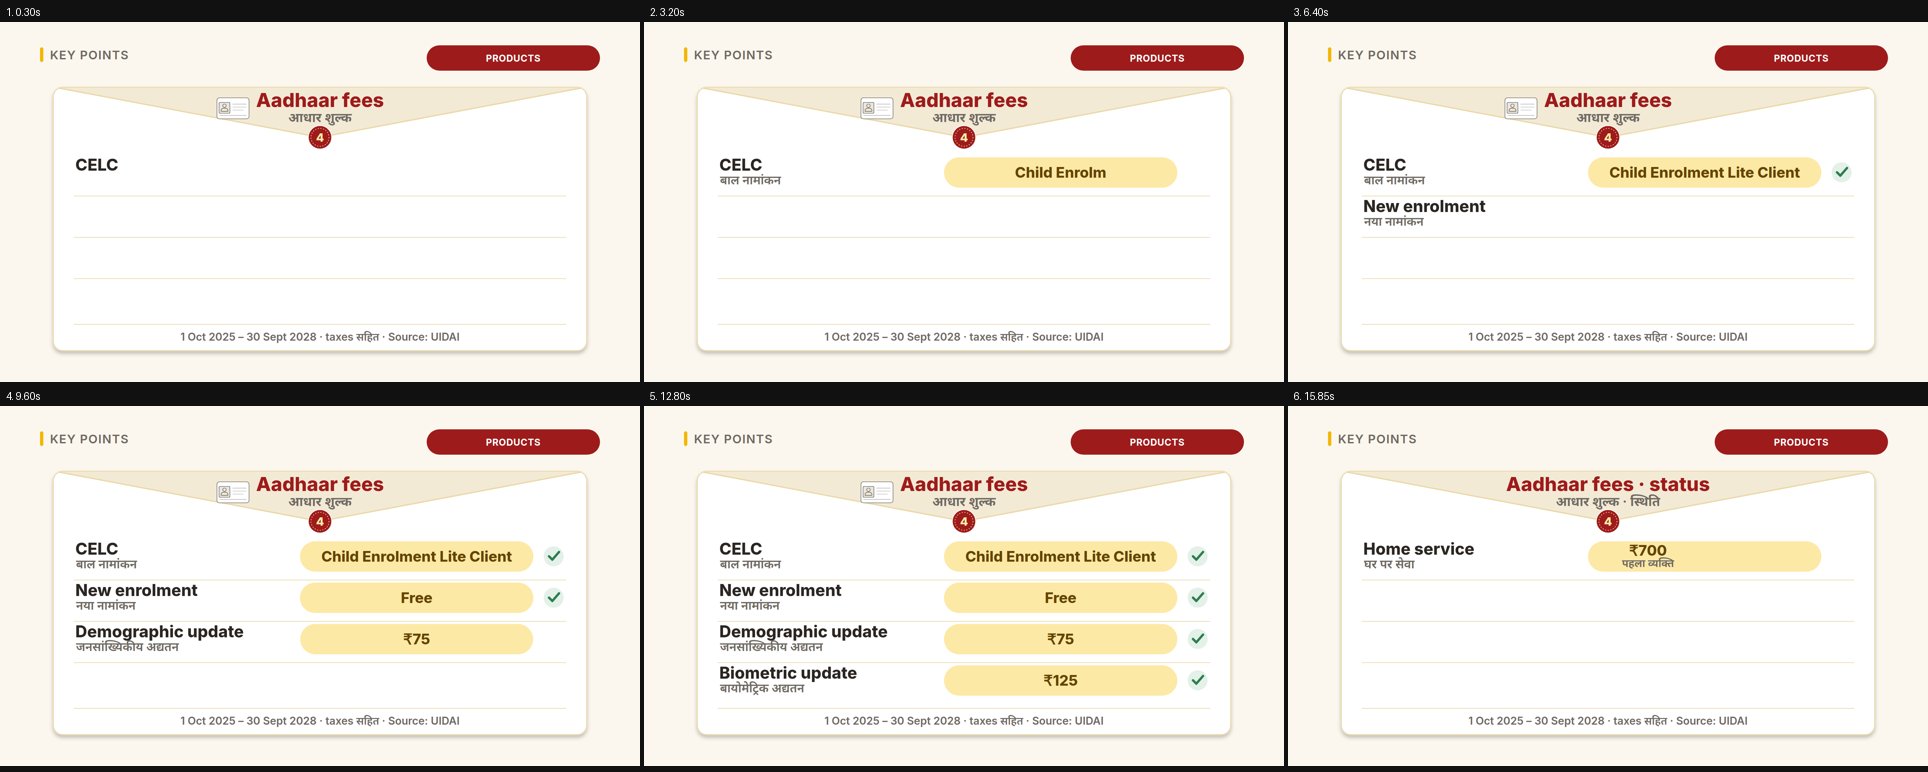 1. 0.30s
KEY POINTS
PRODUCTS
Aadhaar fees
आधार शुल्क
4
CELC
1 Oct 2025 – 30 Sept 2028 · taxes सहित · Source: UIDAI
2. 3.20s
KEY POINTS
PRODUCTS
Aadhaar fees
आधार शुल्क
4
CELC
बाल नामांकन
Child Enrolm
1 Oct 2025 – 30 Sept 2028 · taxes सहित · Source: UIDAI
3. 6.40s
KEY POINTS
PRODUCTS
Aadhaar fees
आधार शुल्क
4
CELC
बाल नामांकन
Child Enrolment Lite Client
New enrolment
नया नामांकन
1 Oct 2025 – 30 Sept 2028 · taxes सहित · Source: UIDAI
4. 9.60s
KEY POINTS
PRODUCTS
Aadhaar fees
आधार शुल्क
4
CELC
बाल नामांकन
Child Enrolment Lite Client
New enrolment
नया नामांकन
Free
Demographic update
जनसांख्यिकीय अद्यतन
₹75
1 Oct 2025 – 30 Sept 2028 · taxes सहित · Source: UIDAI
5. 12.80s
KEY POINTS
PRODUCTS
Aadhaar fees
आधार शुल्क
4
CELC
बाल नामांकन
Child Enrolment Lite Client
New enrolment
नया नामांकन
Free
Demographic update
जनसांख्यिकीय अद्यतन
₹75
Biometric update
बायोमेट्रिक अद्यतन
₹125
1 Oct 2025 – 30 Sept 2028 · taxes सहित · Source: UIDAI
6. 15.85s
KEY POINTS
PRODUCTS
Aadhaar fees · status
आधार शुल्क · स्थिति
4
Home service
घर पर सेवा
₹700
पहला व्यक्ति
1 Oct 2025 – 30 Sept 2028 · taxes सहित · Source: UIDAI